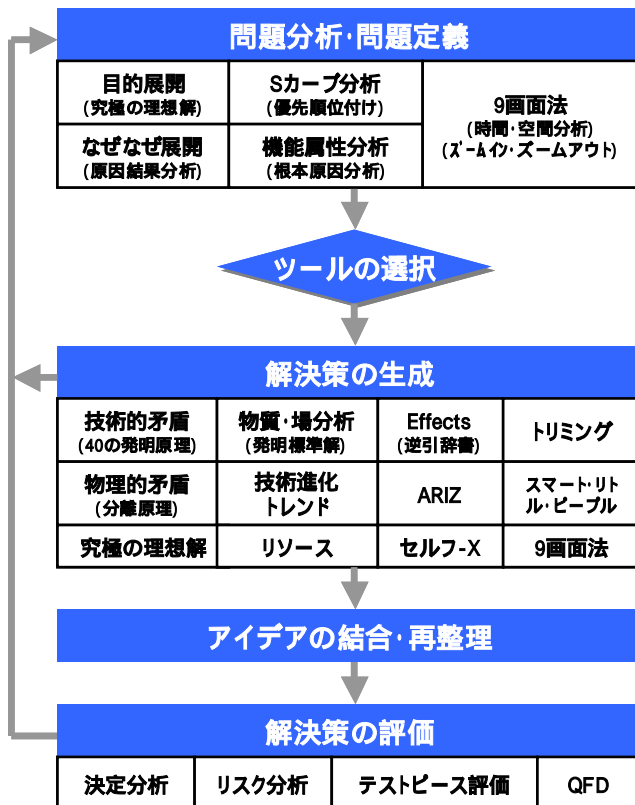 問題分析・問題定義
目的展開
(究極の理想解)
Sカーブ分析
(優先順位付け)
9画面法
(時間・空間分析)
(ズームイン・ズームアウト)
なぜなぜ展開
(原因結果分析)
機能属性分析
(根本原因分析)
ツールの選択
解決策の生成
技術的矛盾
(40の発明原理)
物質・場分析
(発明標準解)
Effects
(逆引辞書)
トリミング
物理的矛盾
(分離原理)
技術進化
トレンド
ARIZ
スマート・リト
ル・ピープル
究極の理想解
リソース
セルフ-X
9画面法
アイデアの結合・再整理
解決策の評価
決定分析
リスク分析
テストピース評価
QFD